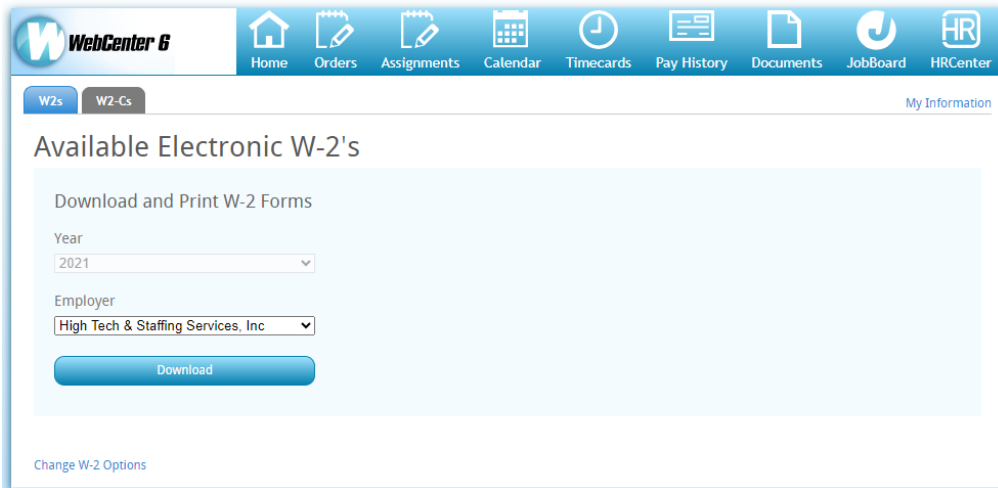 WebCenter 6
Home Orders Assignments Calendar Timecards Pay History Documents JobBoard HR HRCenter
W2s W2-Cs My Information
Available Electronic W-2's
Download and Print W-2 Forms
Year
2021
Employer
High Tech & Staffing Services, Inc
Download
Change W-2 Options